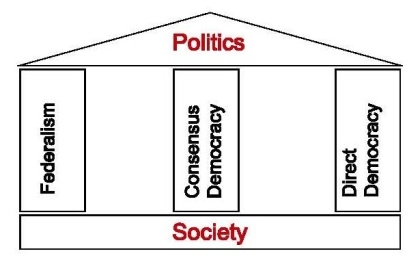 Politics
Federalism
Consensus
Democracy
Direct
Democracy
Society